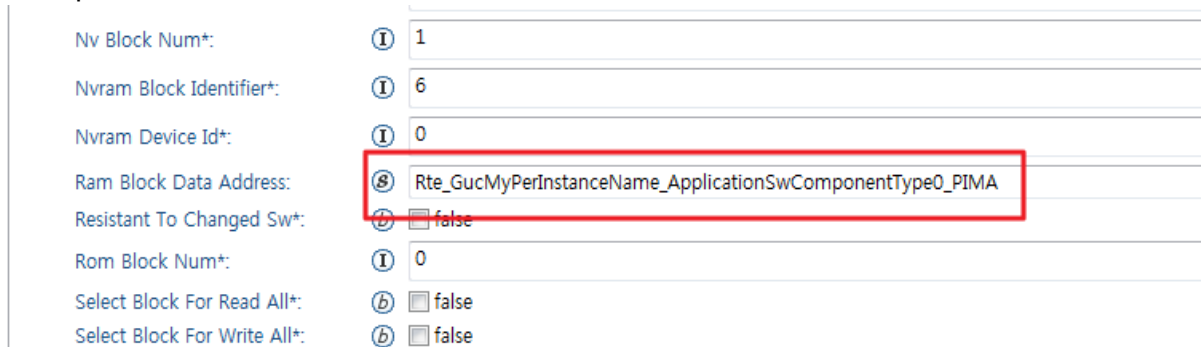 Nv Block Num*: I 1
Nvram Block Identifier*: I 6
Nvram Device Id*: I 0
Ram Block Data Address: S Rte_GucMyPerInstanceName_ApplicationSwComponentType0_PIMA
Resistant To Changed Sw*: b false
Rom Block Num*: I 0
Select Block For Read All*: b false
Select Block For Write All*: b false